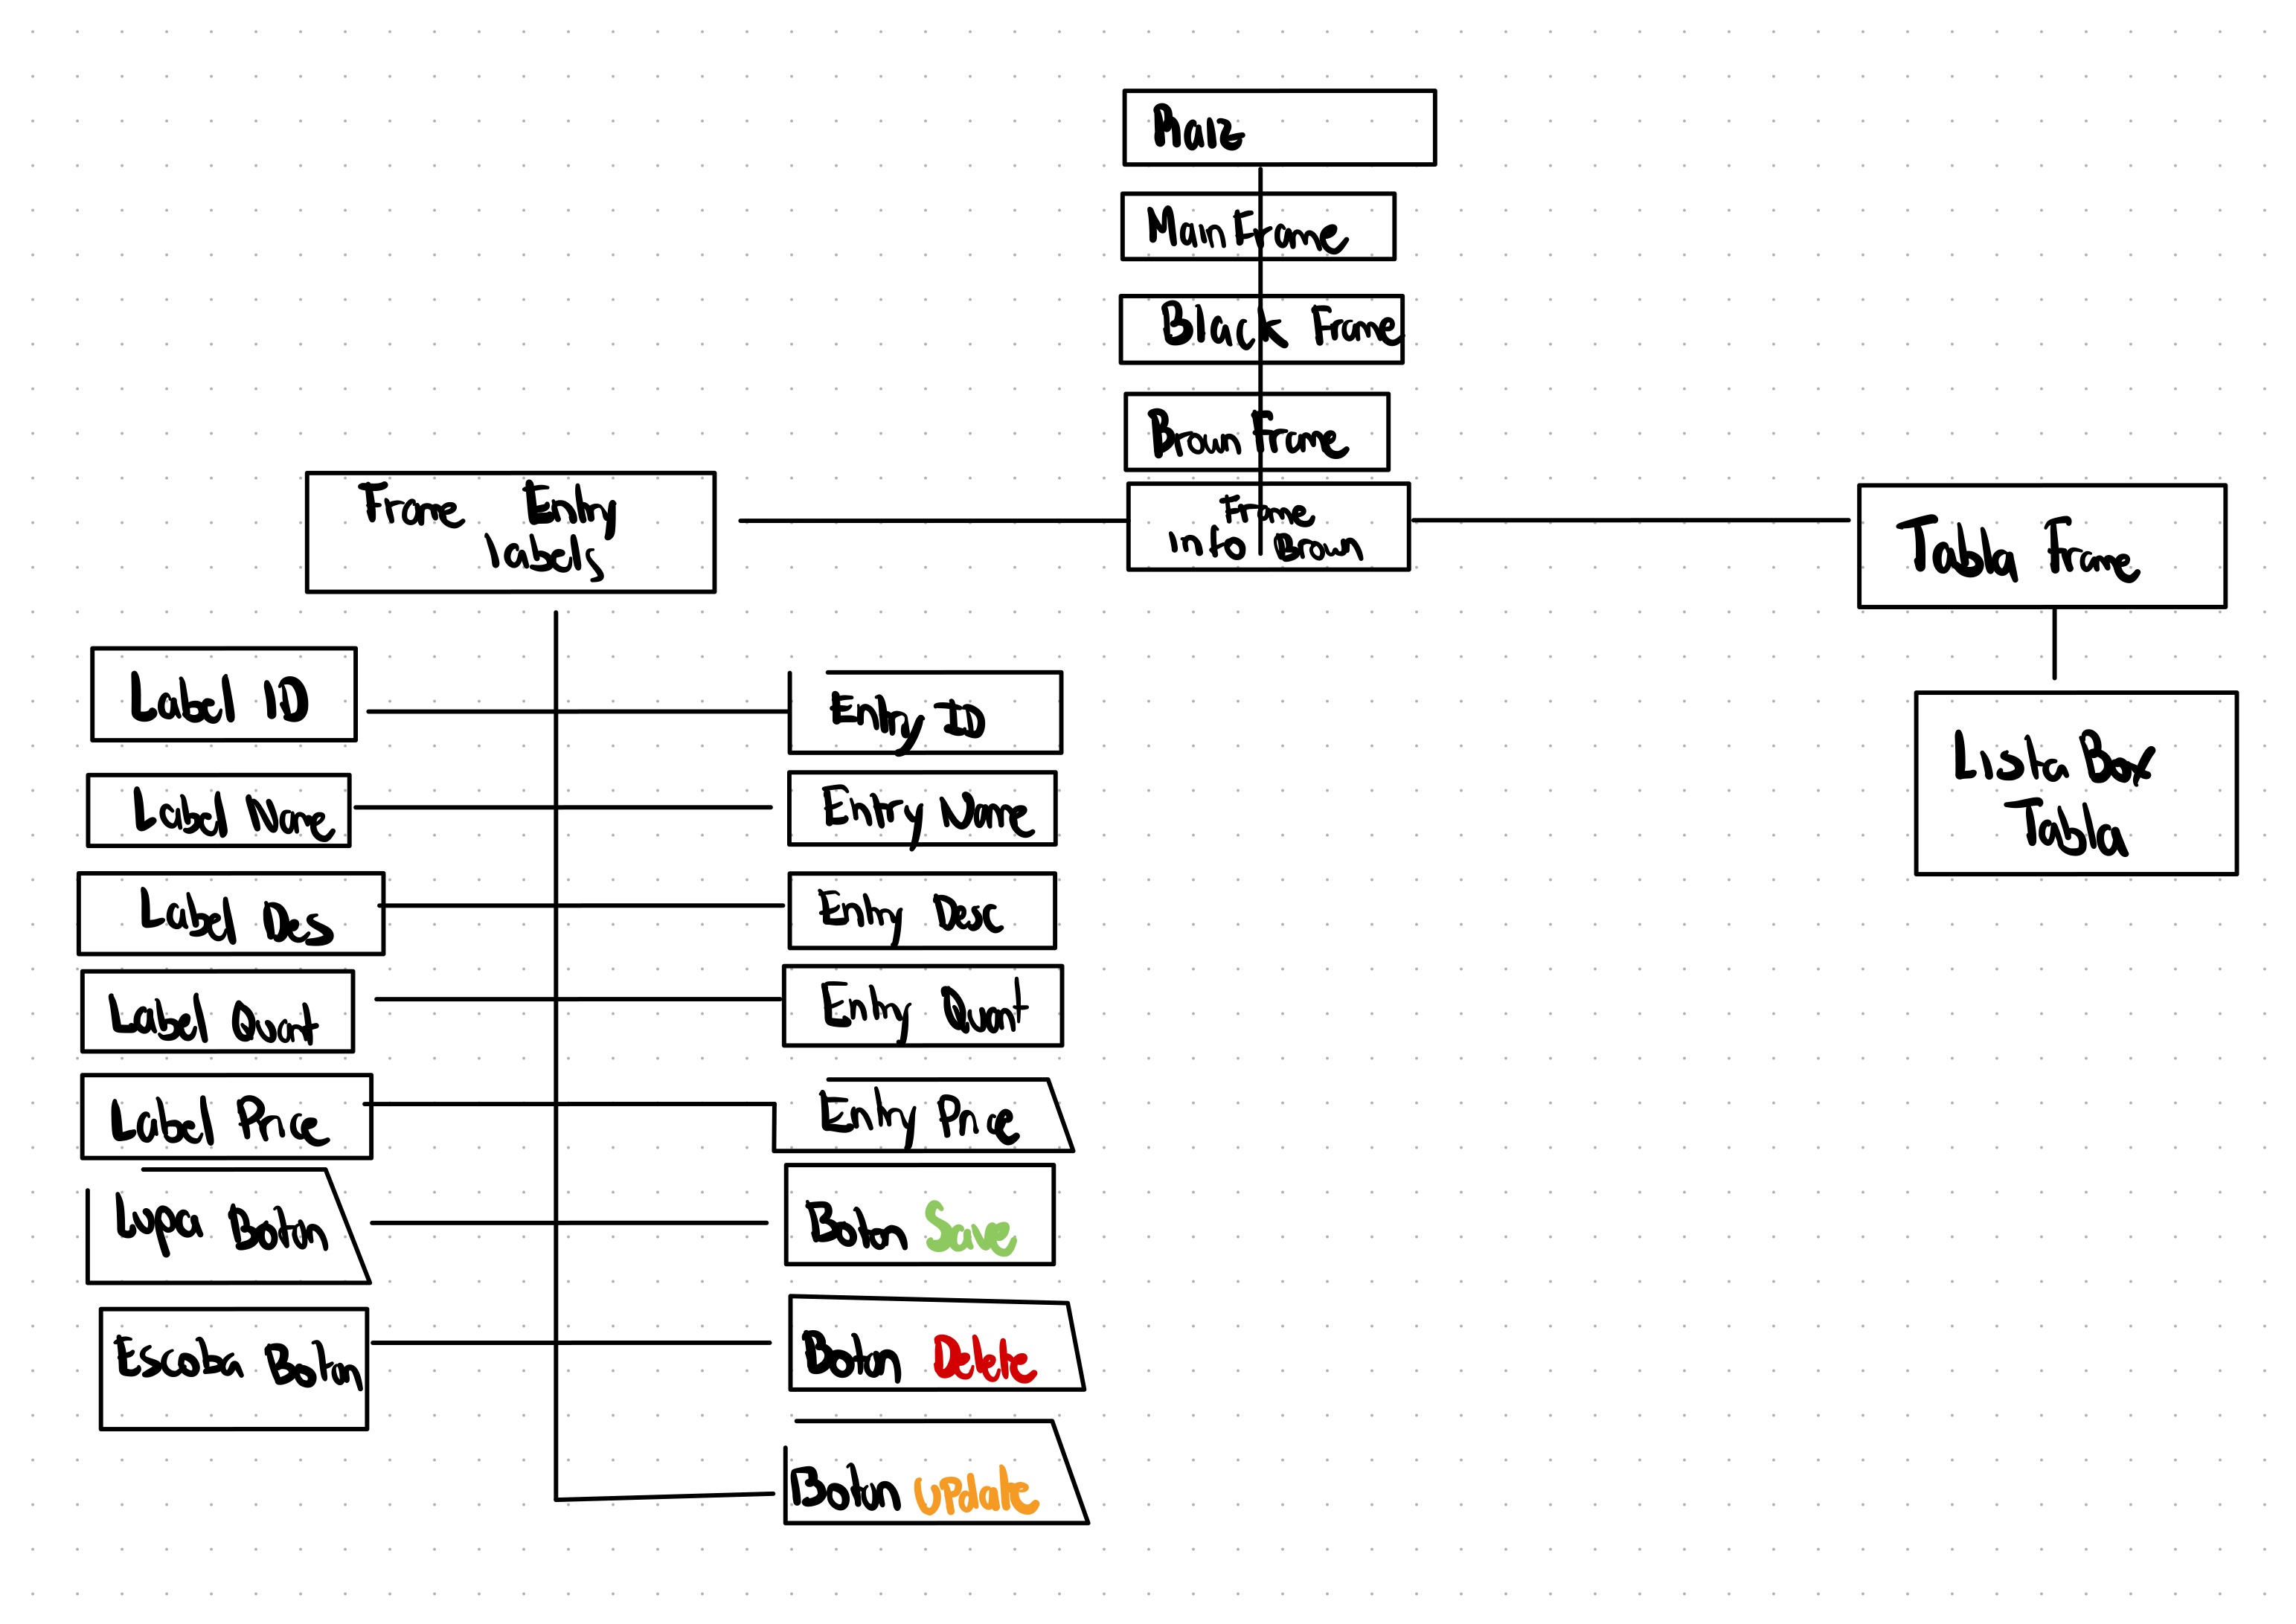 Raiz
Main Frame
Black Frame
Brown Frame
Frame
Info Brown
Frame Entry
labels
Tabla Frame
Label ID
Entry ID
Lista Box
Tabla
Label Name
Entry Name
Label Des
Entry Desc
Label Quant
Entry Quant
Label Price
Entry Price
Lupa Boton
Boton Save
Escoba Boton
Boton Delete
Boton UPdate